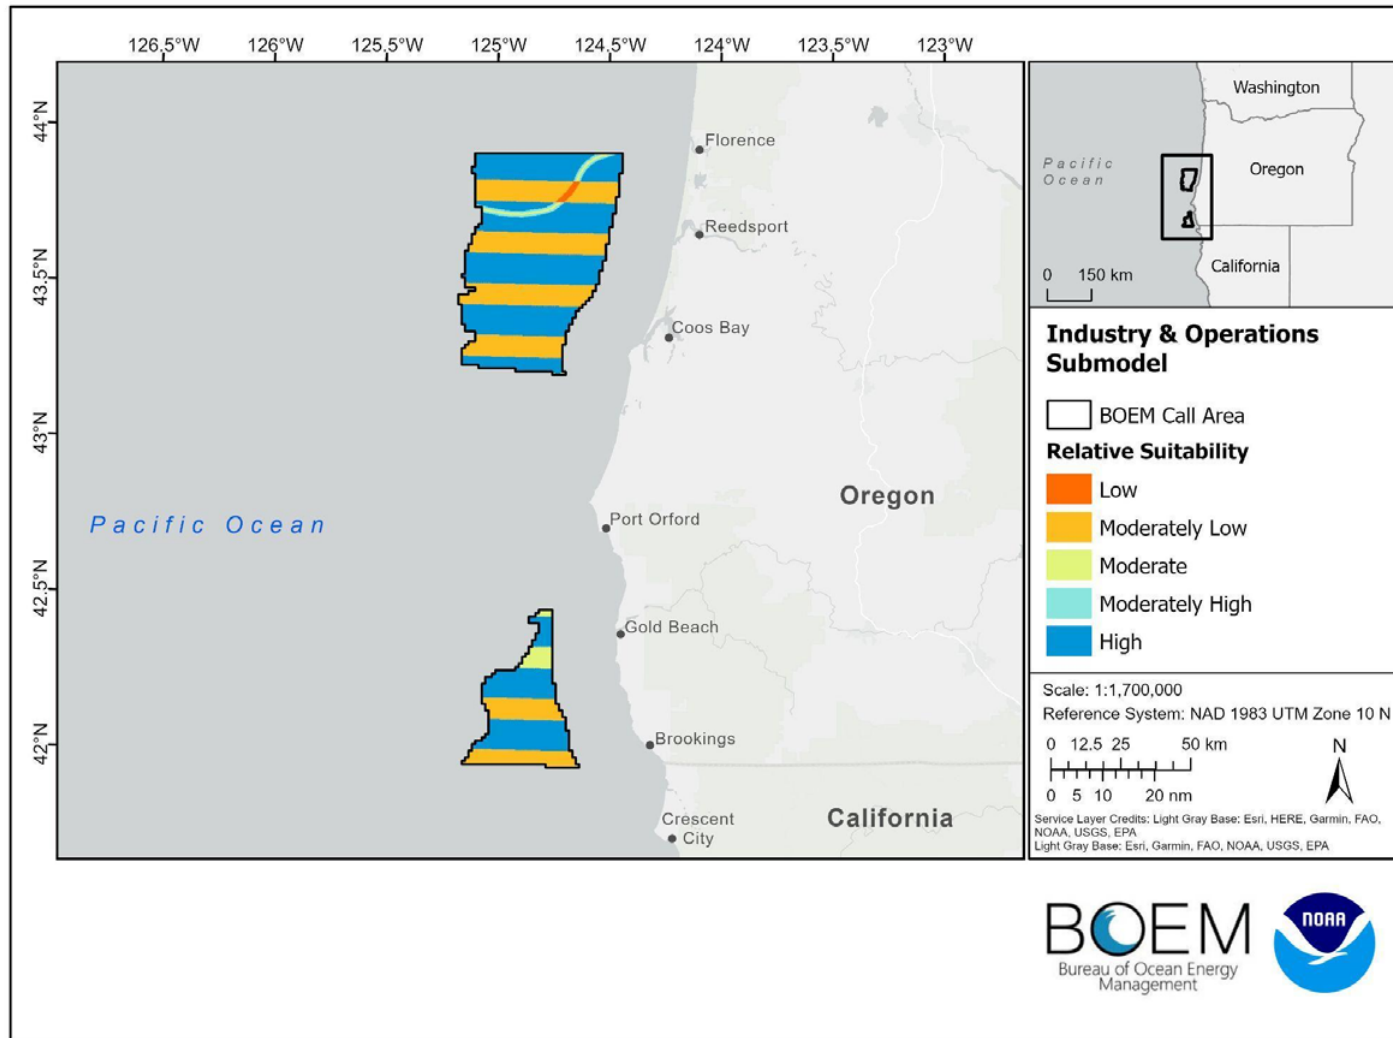 126.5°W 126°W 125.5°W 125°W 124.5°W 124°W 123.5°W 123°W
44°N
43.5°N
43°N
42.5°N
42°N
Florence
Reedsport
Coos Bay
Oregon
Pacific Ocean
Port Orford
Gold Beach
Brookings
California
Crescent
City
Washington
Pacific
Ocean
Oregon
California
0 150 km
Industry & Operations
Submodel
BOEM Call Area
Relative Suitability
Low
Moderately Low
Moderate
Moderately High
High
Scale: 1:1,700,000
Reference System: NAD 1983 UTM Zone 10 N
0 12.5 25 50 km
N
0 5 10 20 nm
Service Layer Credits: Light Gray Base: Esri, HERE, Garmin, FAO,
NOAA, USGS, EPA
Light Gray Base: Esri, Garmin, FAO, NOAA, USGS, EPA
BOEM
Bureau of Ocean Energy
Management
NOAA